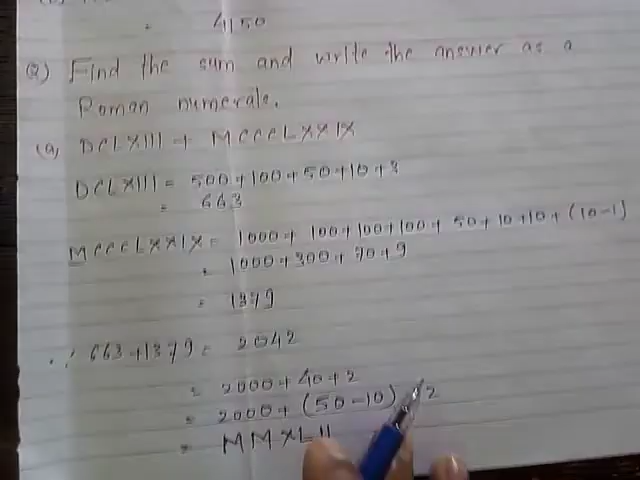 = 4150
Q) Find the sum and write the answer as a
Roman numerals.
(a) DCLXIII + MCCCLXXIX
DCLXIII = 500+100+50+10+3
= 663
MCCCLXXIX = 1000+ 100+100+100+ 50+10+10+(10-1)
= 1000+300+70+9
= 1379
∴ 663+1379 = 2042
= 2000+40+2
= 2000+(50-10) 2
= MMXLII